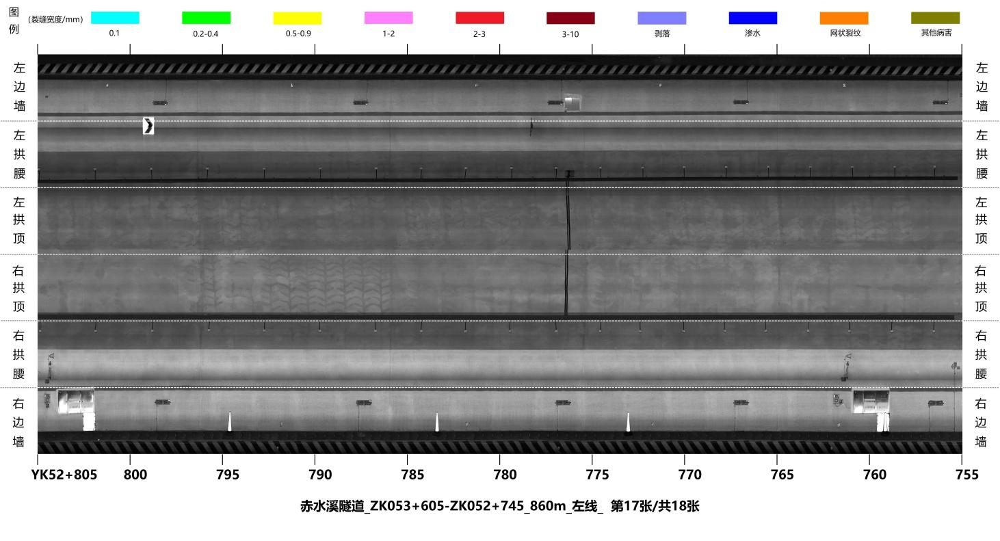 图例 (裂缝宽度/mm) 0.1 0.2-0.4 0.5-0.9 1-2 2-3 3-10 剥落 渗水 网状裂纹 其他病害
左边墙 左边墙
左拱腰 左拱腰
左拱顶 左拱顶
右拱顶 右拱顶
右拱腰 右拱腰
右边墙 右边墙
YK52+805 800 795 790 785 780 775 770 765 760 755
赤水溪隧道_ZK053+605-ZK052+745_860m_左线_ 第17张/共18张